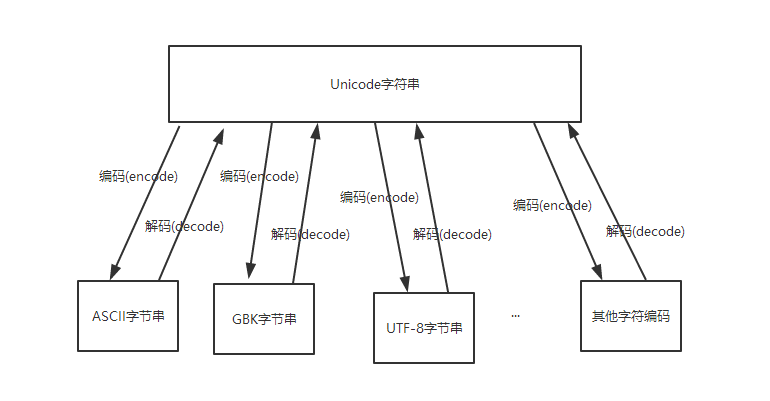 Unicode字符串
编码(encode)
解码(decode)
编码(encode)
解码(decode)
编码(encode)
解码(decode)
编码(encode)
解码(decode)
ASCII字节串
GBK字节串
UTF-8字节串
...
其他字符编码